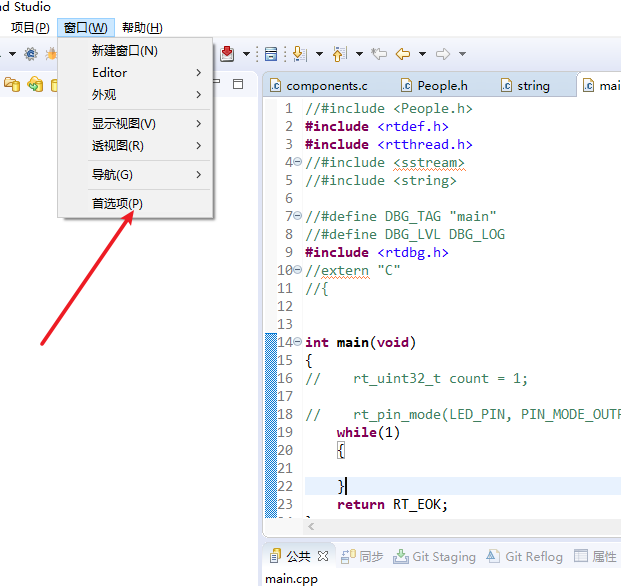 nd Studio
项目(P) 窗口(W) 帮助(H)
新建窗口(N)
Editor
外观
显示视图(V)
透视图(R)
导航(G)
首选项(P)
components.c People.h string mai
1 //#include <People.h>
2 #include <rtdef.h>
3 #include <rtthread.h>
4 //#include <sstream>
5 //#include <string>
6
7 //#define DBG_TAG "main"
8 //#define DBG_LVL DBG_LOG
9 #include <rtdbg.h>
10 //extern "C"
11 //{
12
13
14 int main(void)
15 {
16 //    rt_uint32_t count = 1;
17
18 //    rt_pin_mode(LED_PIN, PIN_MODE_OUTP
19     while(1)
20     {
21
22     }
23     return RT_EOK;
公共 同步 Git Staging Git Reflog 属性
main.cpp